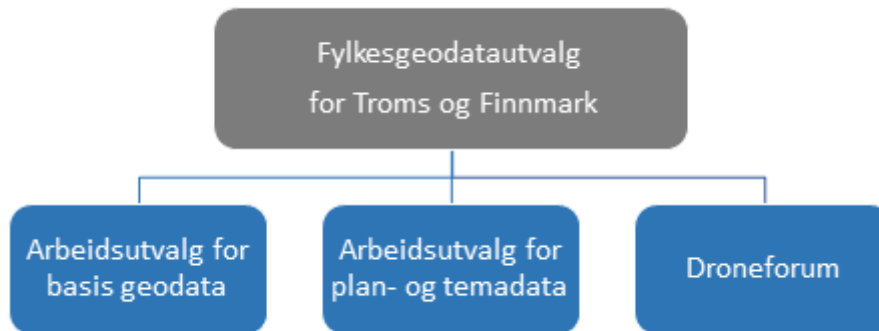 Fylkesgeodatautvalg
for Troms og Finnmark
Arbeidsutvalg for
basis geodata
Arbeidsutvalg for
plan- og temadata
Droneforum